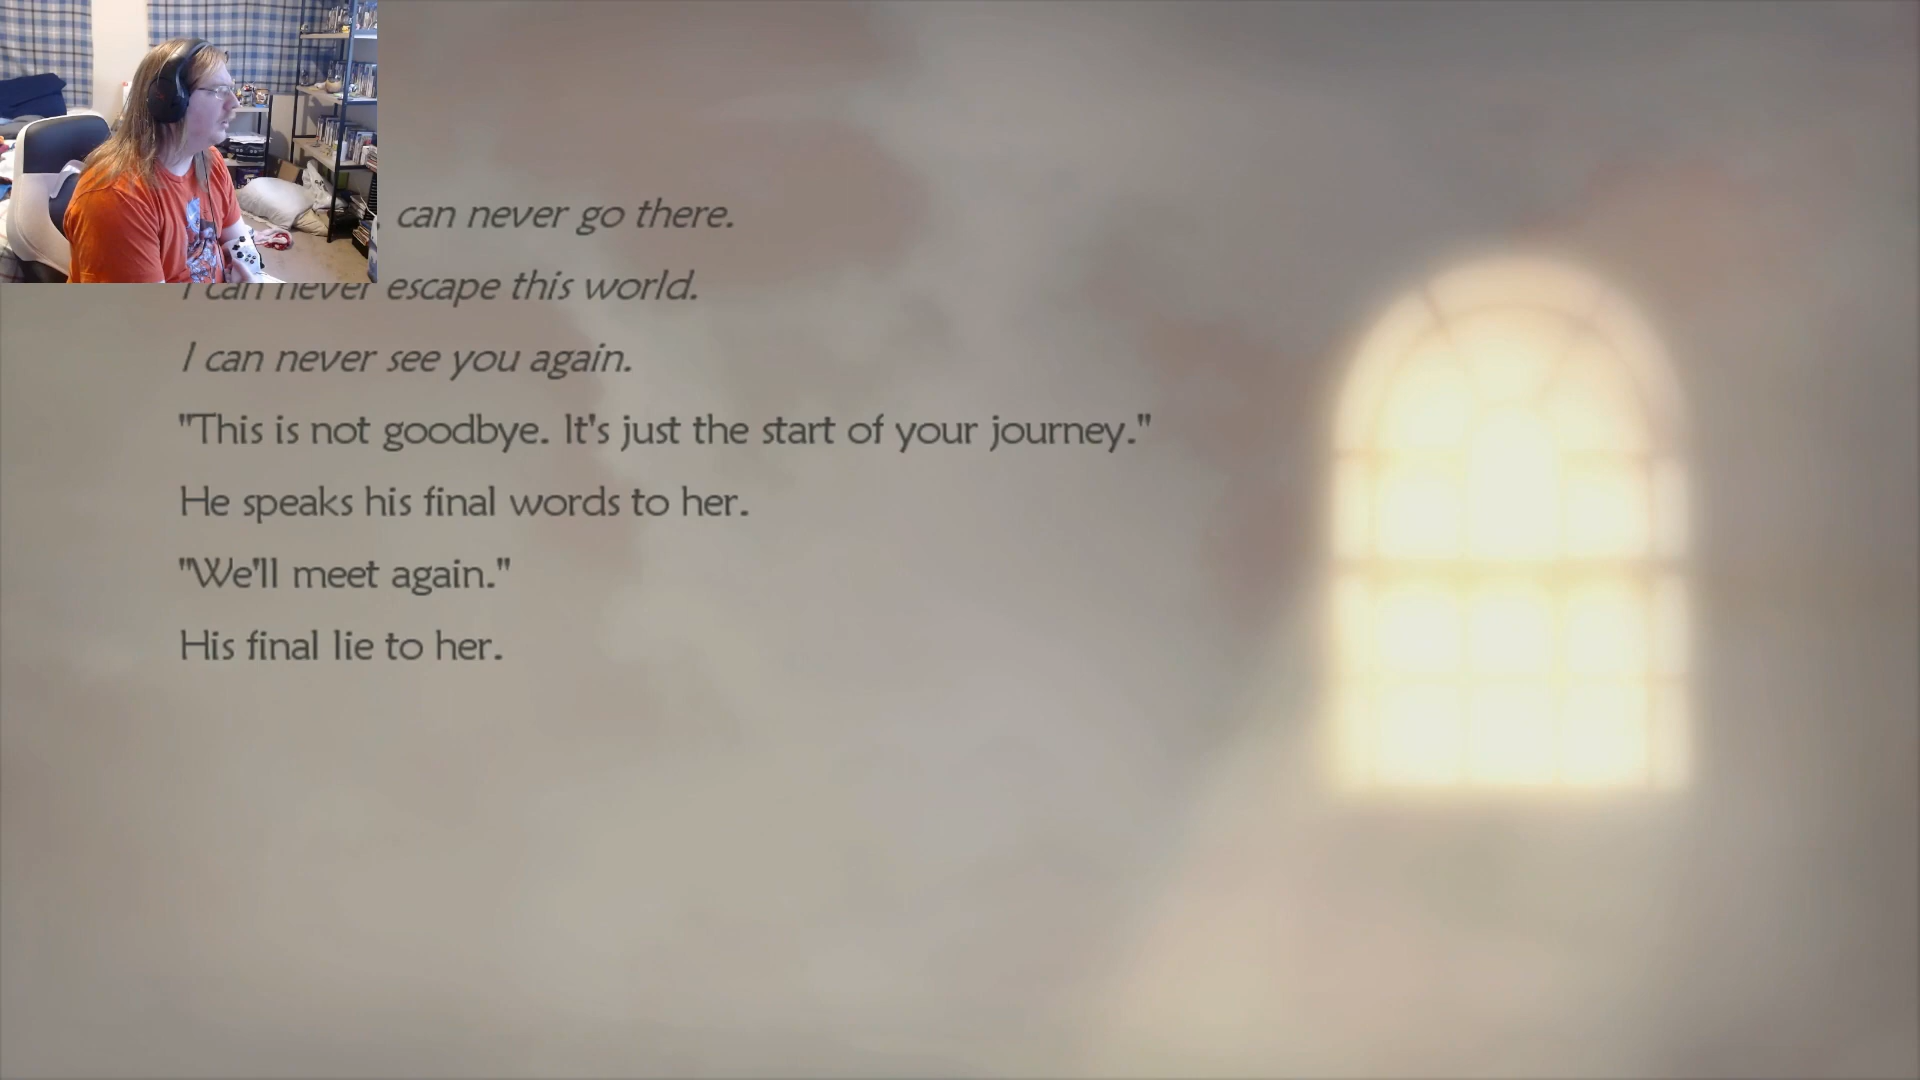 can never go there.
I can never escape this world.
I can never see you again.
"This is not goodbye. It's just the start of your journey."
He speaks his final words to her.
"We'll meet again."
His final lie to her.